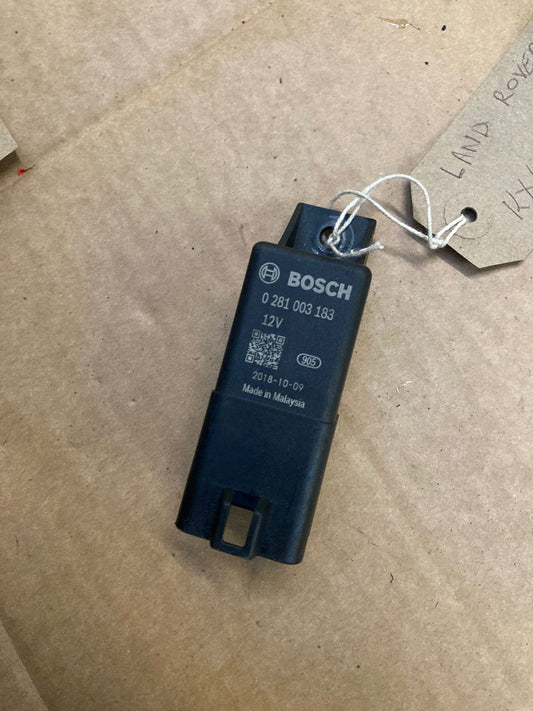 BOSCH
0 281 003 183
12V
905
2018-10-09
Made in Malaysia
LAND ROVER